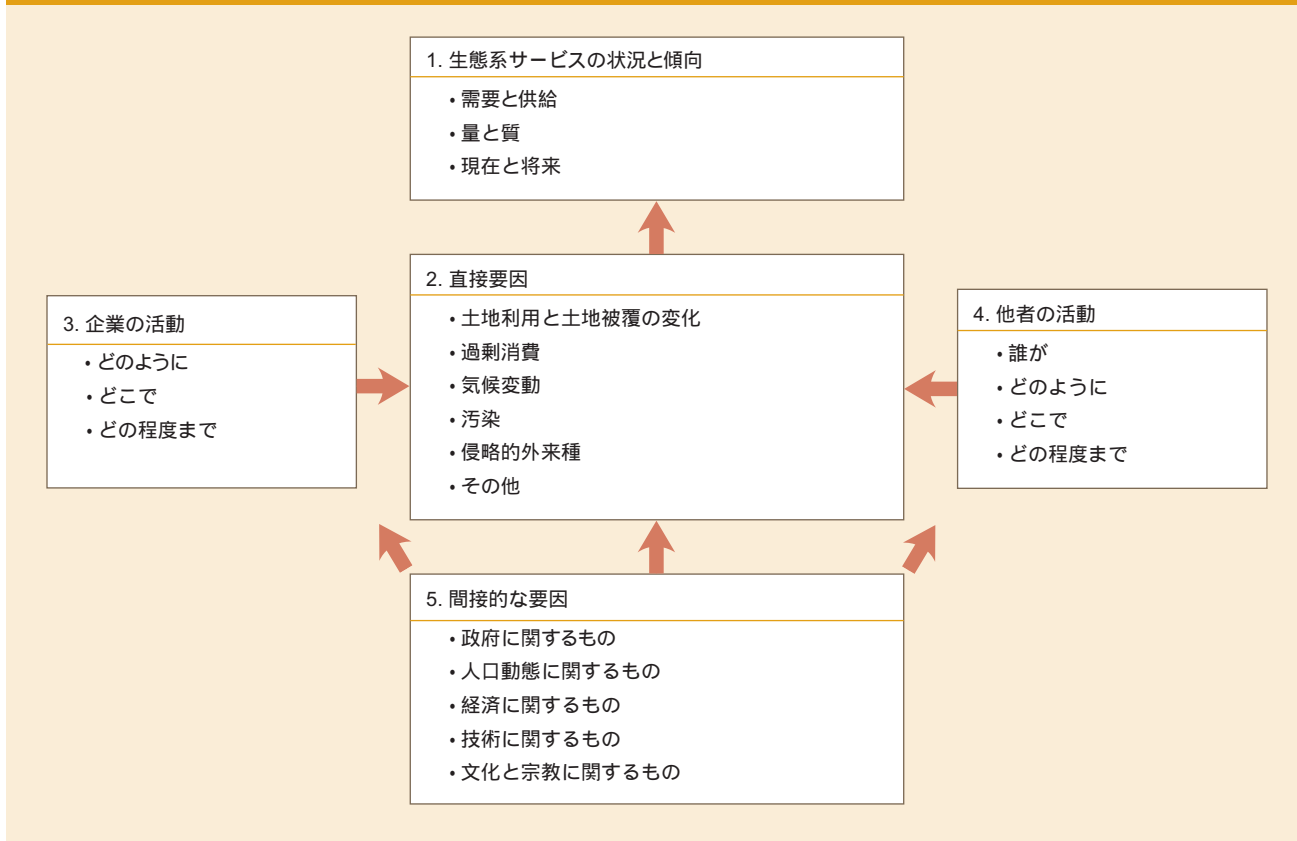 1. 生態系サービスの状況と傾向
・需要と供給
・量と質
・現在と将来
2. 直接要因
・土地利用と土地被覆の変化
・過剰消費
・気候変動
・汚染
・侵略的外来種
・その他
3. 企業の活動
・どのように
・どこで
・どの程度まで
4. 他者の活動
・誰が
・どのように
・どこで
・どの程度まで
5. 間接的な要因
・政府に関するもの
・人口動態に関するもの
・経済に関するもの
・技術に関するもの
・文化と宗教に関するもの